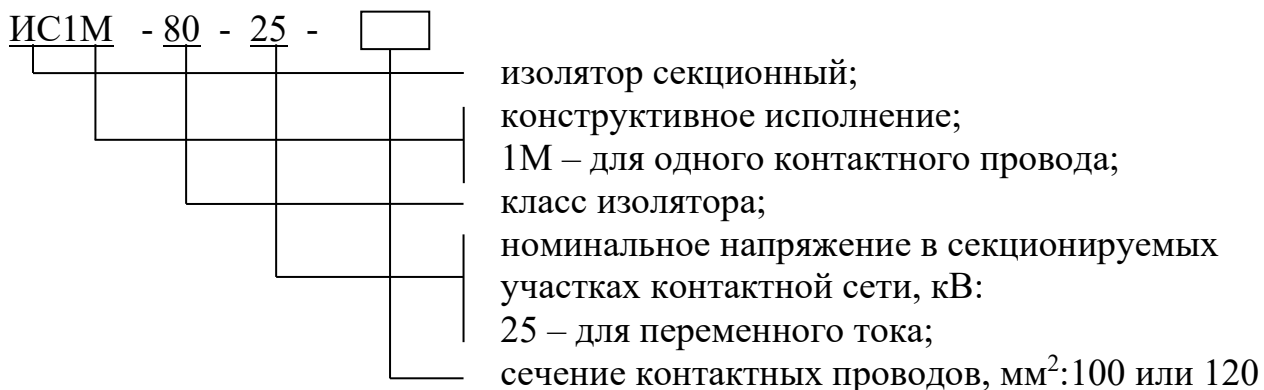 ИС1М - 80 - 25 -
изолятор секционный;
конструктивное исполнение;
1М – для одного контактного провода;
класс изолятора;
номинальное напряжение в секционируемых
участках контактной сети, кВ:
25 – для переменного тока;
сечение контактных проводов, мм²:100 или 120